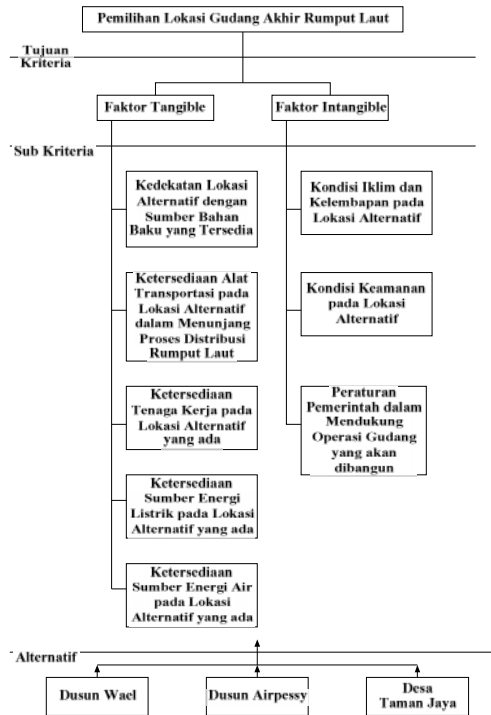 Pemilihan Lokasi Gudang Akhir Rumput Laut
Tujuan
Kriteria
Faktor Tangible
Faktor Intangible
Sub Kriteria
Kedekatan Lokasi
Alternatif dengan
Sumber Bahan
Baku yang Tersedia
Ketersediaan Alat
Transportasi pada
Lokasi Alternatif
dalam Menunjang
Proses Distribusi
Rumput Laut
Ketersediaan
Tenaga Kerja pada
Lokasi Alternatif
yang ada
Ketersediaan
Sumber Energi
Listrik pada Lokasi
Alternatif yang ada
Ketersediaan
Sumber Energi Air
pada Lokasi
Alternatif yang ada
Kondisi Iklim dan
Kelembapan pada
Lokasi Alternatif
Kondisi Keamanan
pada Lokasi
Alternatif
Peraturan
Pemerintah dalam
Mendukung
Operasi Gudang
yang akan
dibangun
Alternatif
Dusun Wael
Dusun Airpessy
Desa
Taman Jaya